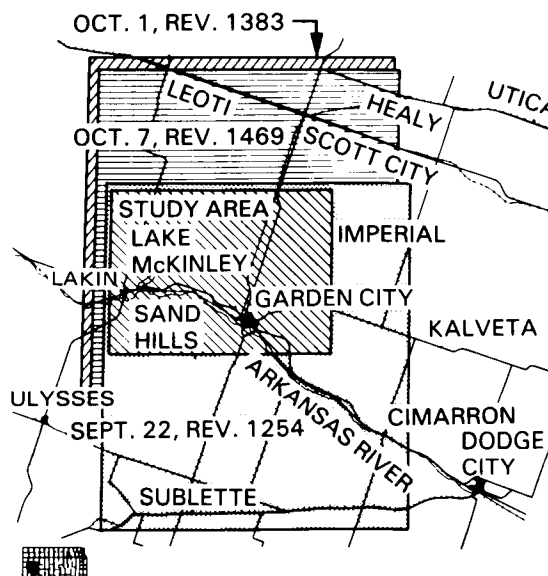 OCT. 1, REV. 1383
LEOTI
HEALY
UTICA
OCT. 7, REV. 1469
SCOTT CITY
STUDY AREA
LAKE
McKINLEY
IMPERIAL
LAKIN
GARDEN CITY
SAND
HILLS
KALVETA
ARKANSAS RIVER
ULYSSES
SEPT. 22, REV. 1254
CIMARRON
DODGE
CITY
SUBLETTE